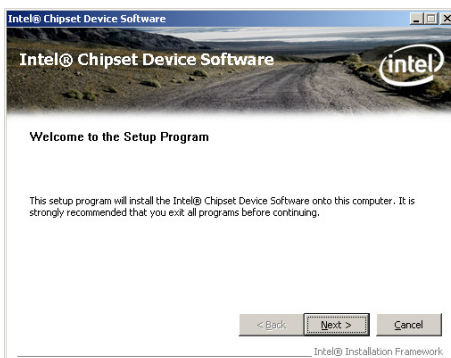 Intel® Chipset Device Software
Intel® Chipset Device Software
intel
Welcome to the Setup Program
This setup program will install the Intel® Chipset Device Software onto this computer. It is
strongly recommended that you exit all programs before continuing.
< Back
Next >
Cancel
Intel® Installation Framework